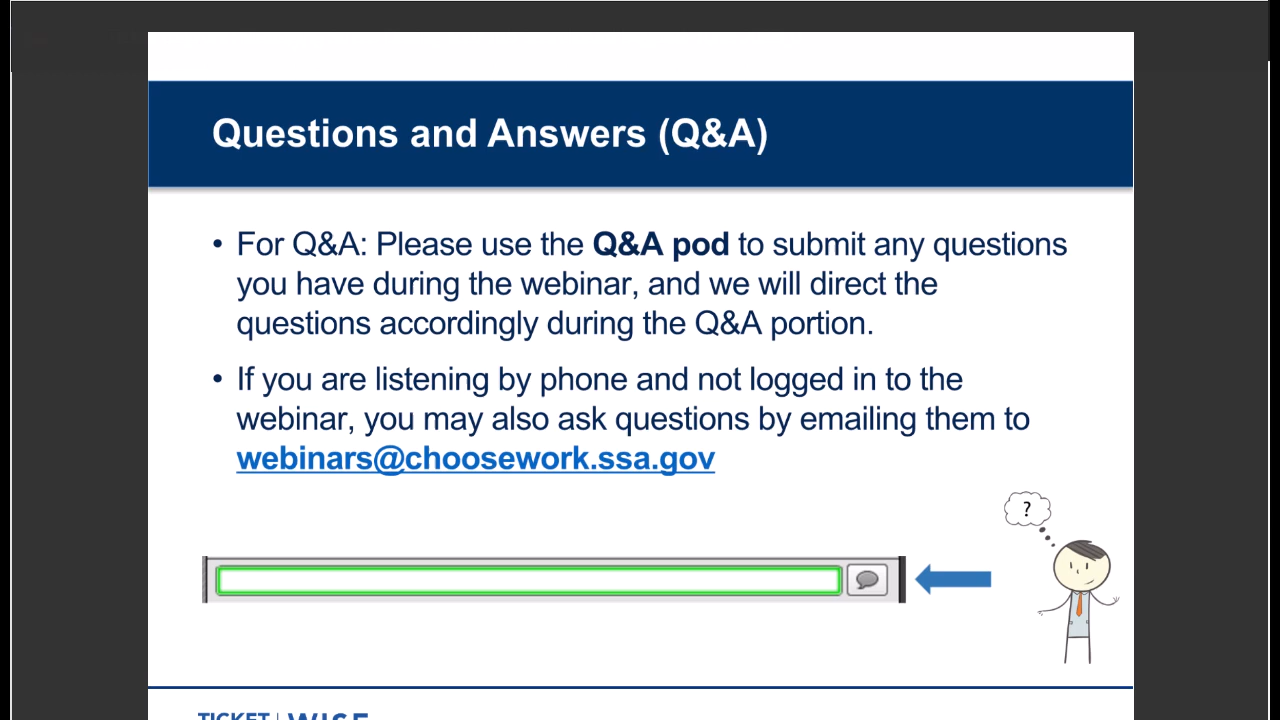 Questions and Answers (Q&A)
• For Q&A: Please use the Q&A pod to submit any questions
you have during the webinar, and we will direct the
questions accordingly during the Q&A portion.
• If you are listening by phone and not logged in to the
webinar, you may also ask questions by emailing them to
webinars@choosework.ssa.gov
?
TICKET | WISE